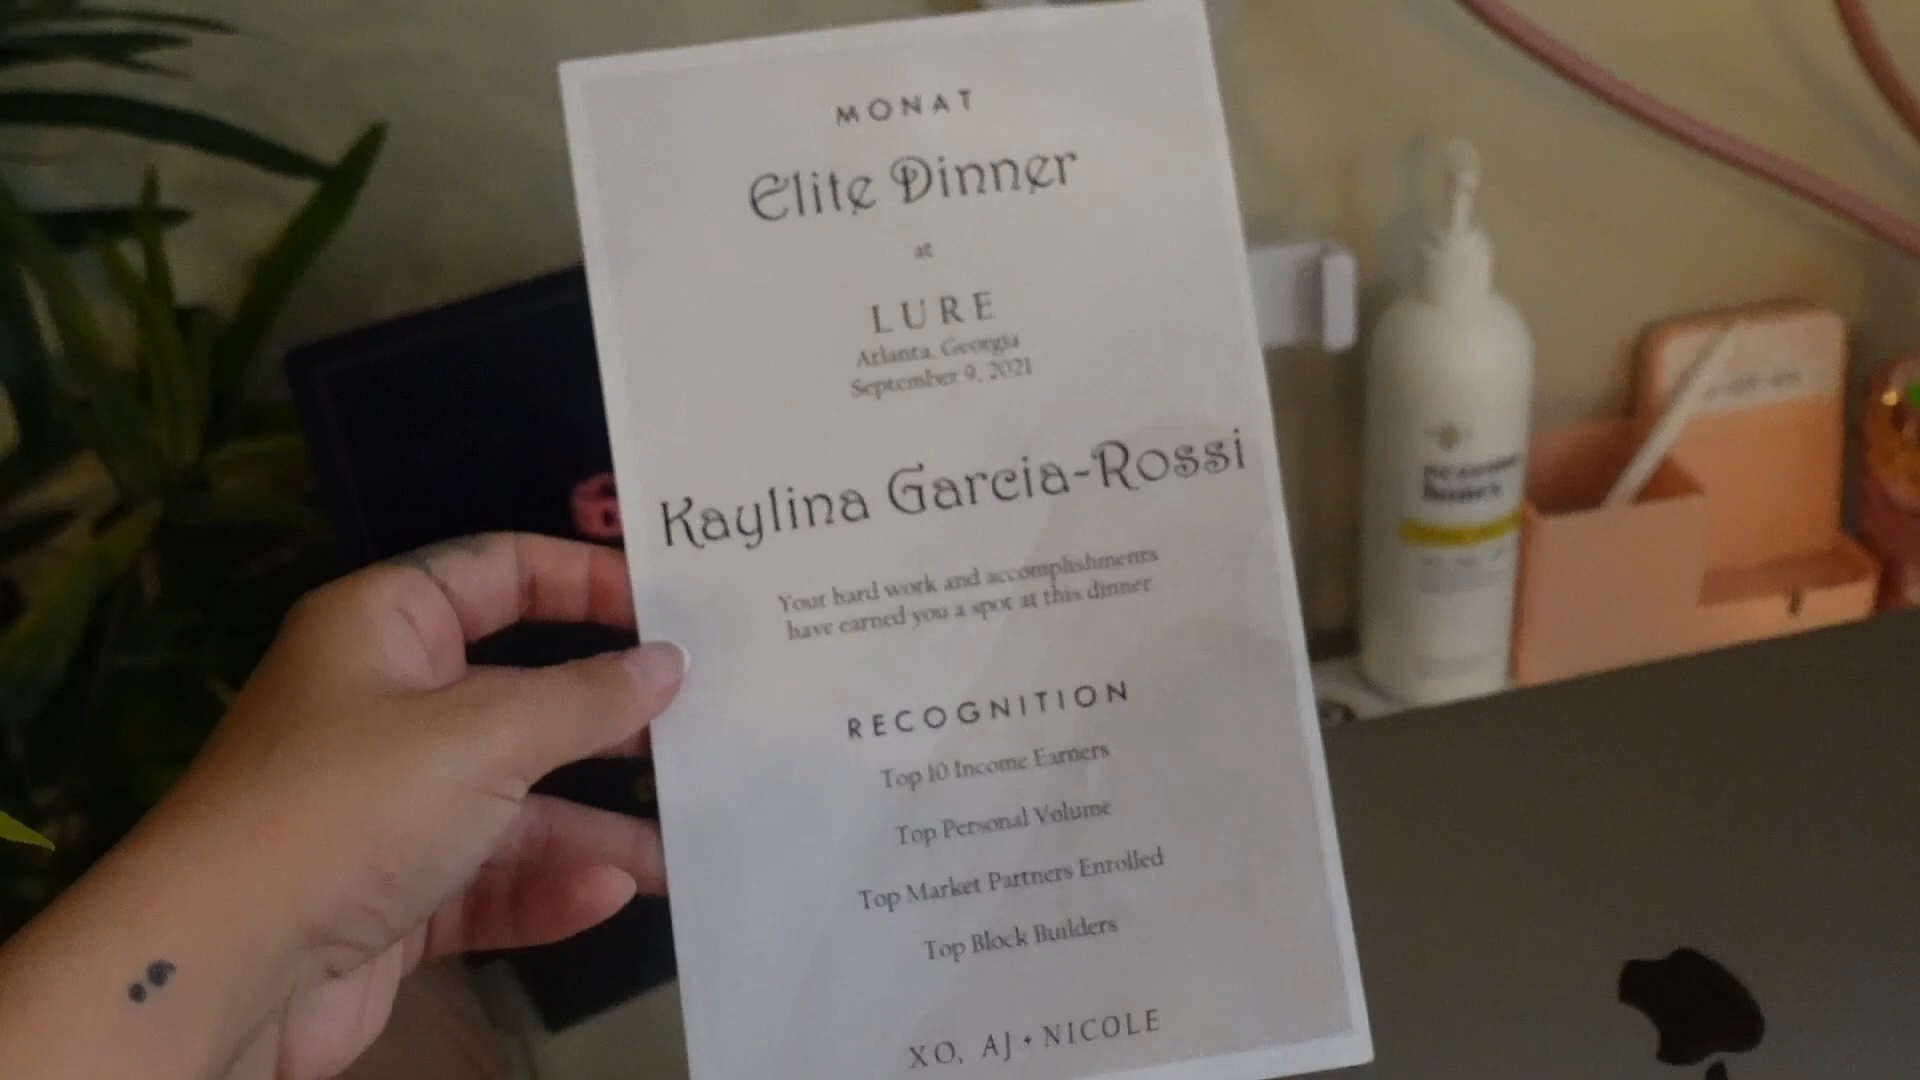 MONAT
Elite Dinner
at
LURE
Atlanta, Georgia
September 9, 2021
Kaylina Garcia-Rossi
Your hard work and accomplishments
have earned you a spot at this dinner
RECOGNITION
Top 10 Income Earners
Top Personal Volume
Top Market Partners Enrolled
Top Block Builders
XO, AJ + NICOLE